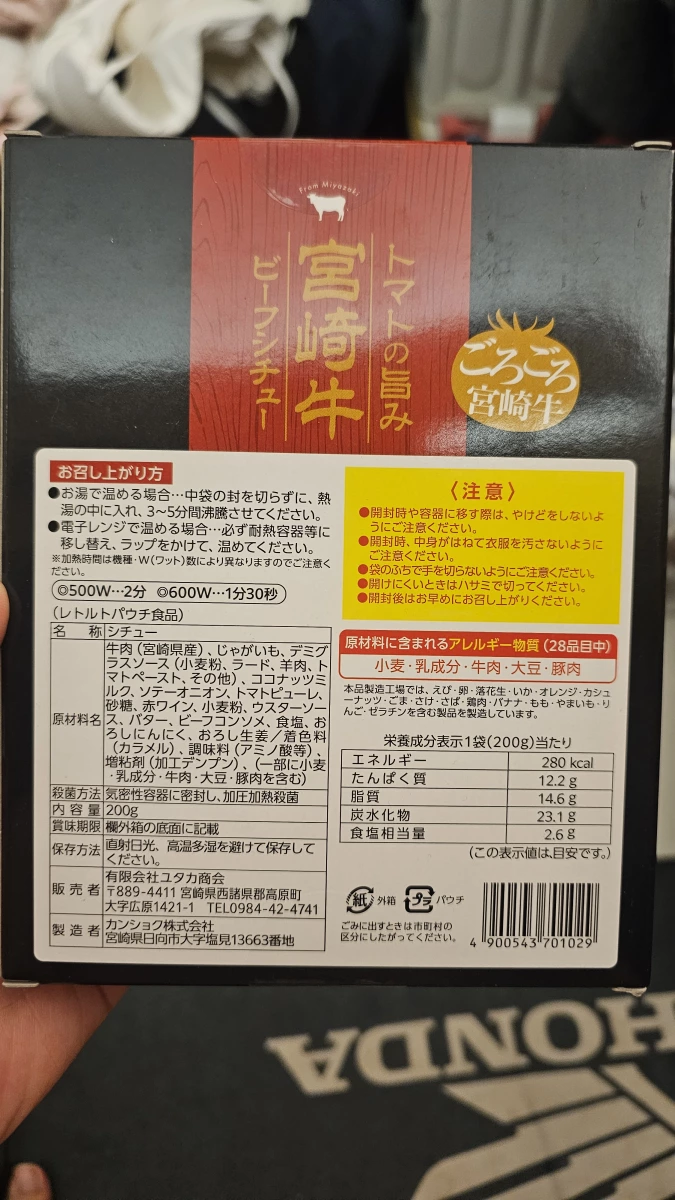 From Miyazaki
トマトの旨み
宮崎牛
ビーフシチュー
ごろごろ
宮崎牛
お召し上がり方
●お湯で温める場合…中袋の封を切らずに、熱
湯の中に入れ、3~5分間沸騰させてください。
●電子レンジで温める場合…必ず耐熱容器等に
移し替え、ラップをかけて、温めてください。
※加熱時間は機種・W(ワット)数により異なりますのでご注意く
ださい。
◎500W…2分 ◎600W…1分30秒
(レトルトパウチ食品)
名 称 シチュー
原材料名
牛肉(宮崎県産)、じゃがいも、デミグ
ラスソース(小麦粉、ラード、羊肉、ト
マトペースト、その他)、ココナッツミ
ルク、ソテーオニオン、トマトピューレ、
砂糖、赤ワイン、小麦粉、ウスターソー
ス、バター、ビーフコンソメ、食塩、お
ろしにんにく、おろし生姜/着色料
(カラメル)、調味料(アミノ酸等)、
増粘剤(加工デンプン)、(一部に小麦
・乳成分・牛肉・大豆・豚肉を含む)
殺菌方法 気密性容器に密封し、加圧加熱殺菌
内 容 量 200g
賞味期限 欄外箱の底面に記載
保存方法 直射日光、高温多湿を避けて保存して
ください。
販 売 者 有限会社ユタカ商会
〒889-4411 宮崎県西諸県郡高原町
大字広原1421-1 TEL0984-42-4741
製 造 者 カンショク株式会社
宮崎県日向市大字塩見13663番地
〈注意〉
●開封時や容器に移す際は、やけどをしないよ
うにご注意ください。
●開封時、中身がはねて衣服を汚さないように
ご注意ください。
●袋のふちで手を切らないようにご注意ください。
●開けにくいときはハサミで切ってください。
●開封後はお早めにお召し上がりください。
原材料に含まれるアレルギー物質(28品目中)
小麦・乳成分・牛肉・大豆・豚肉
本品製造工場では、えび・卵・落花生・いか・オレンジ・カシュ
ーナッツ・ごま・さけ・さば・鶏肉・バナナ・もも・やまいも・り
んご・ゼラチンを含む製品を製造しています。
栄養成分表示1袋(200g)当たり
エネルギー 280 kcal
たんぱく質 12.2 g
脂質 14.6 g
炭水化物 23.1 g
食塩相当量 2.6 g
(この表示値は、目安です。)
紙 外箱 プラ パウチ
ごみに出すときは市町村の
区分にしたがってください。
4 900543 701029
HONDA